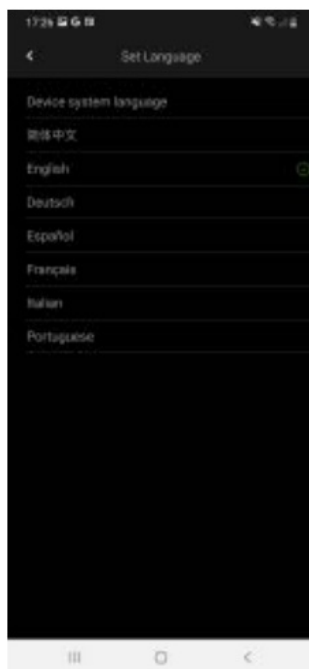 17:26
Set Language
Device system language
简体中文
English
Deutsch
Español
Français
Italian
Portuguese